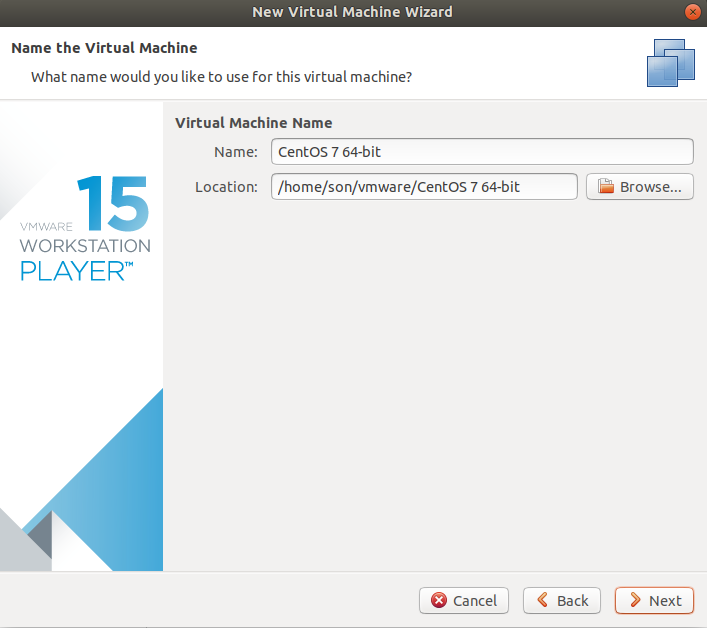 New Virtual Machine Wizard
Name the Virtual Machine
What name would you like to use for this virtual machine?
15
VMWARE
WORKSTATION
PLAYER™
Virtual Machine Name
Name: CentOS 7 64-bit
Location: /home/son/vmware/CentOS 7 64-bit Browse...
Cancel Back Next